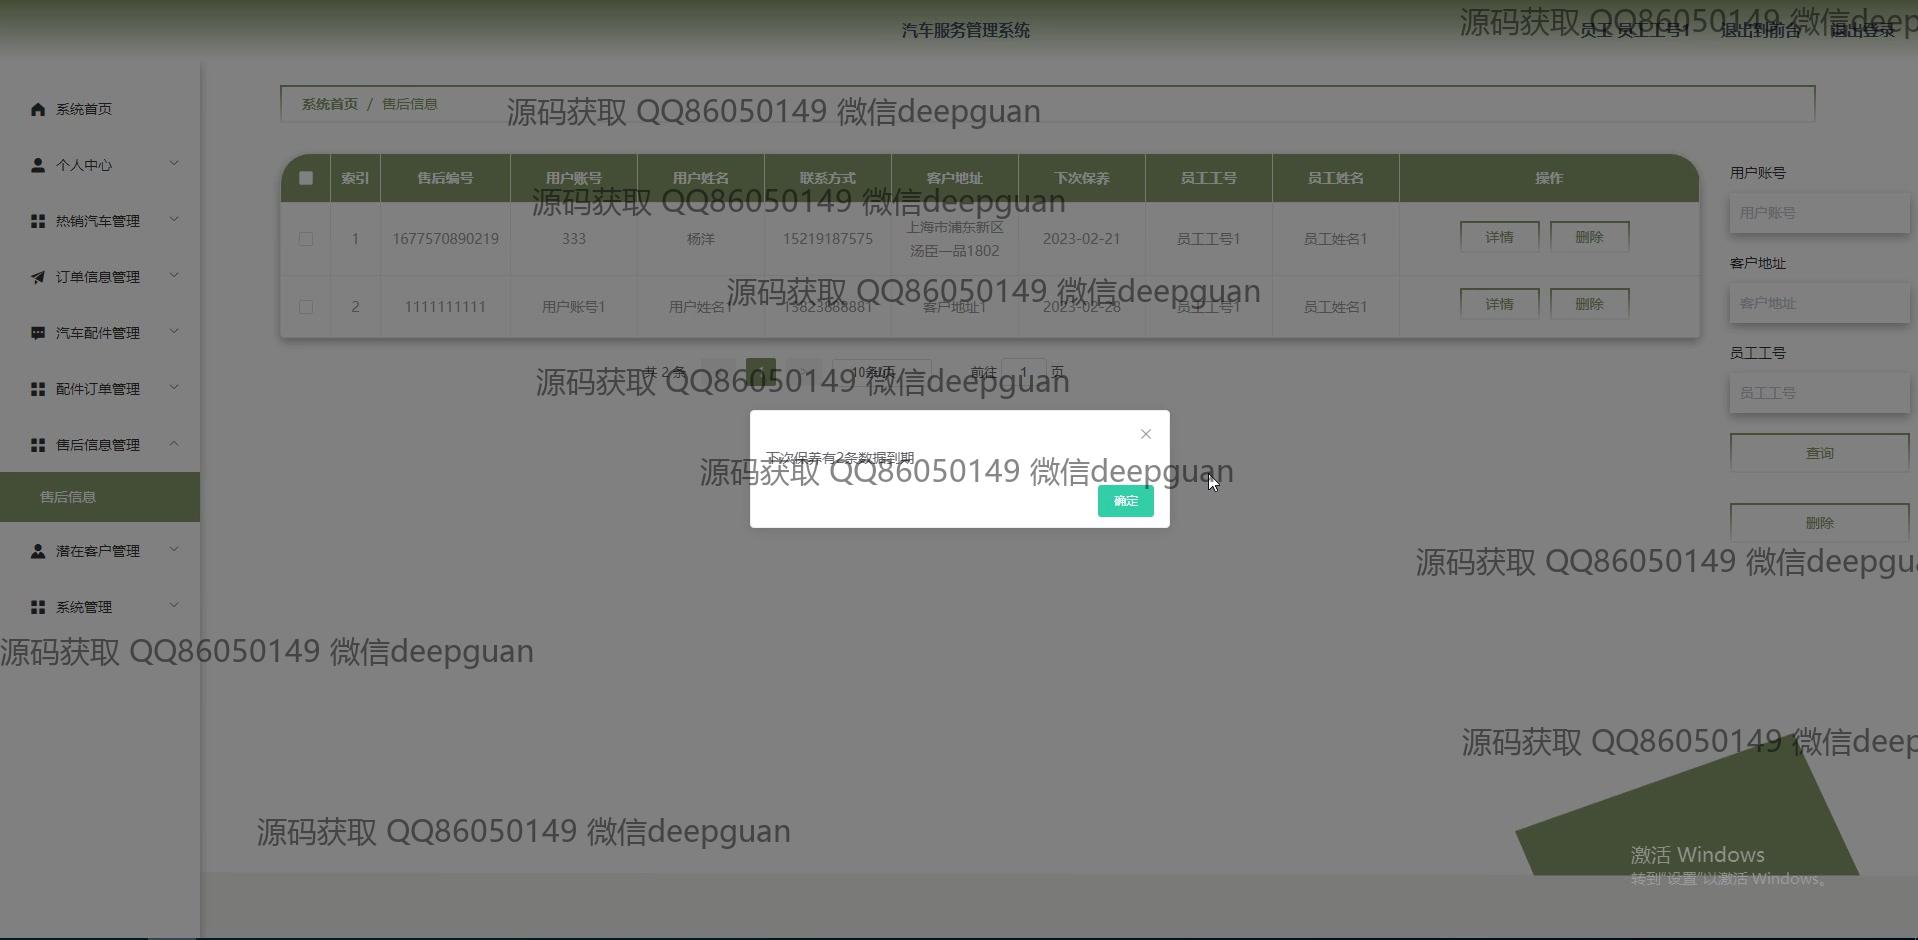 汽车服务管理系统
员工 员工工号1
退出到前台
退出登录
源码获取 QQ86050149 微信deep
系统首页
个人中心
热销汽车管理
订单信息管理
汽车配件管理
配件订单管理
售后信息管理
售后信息
潜在客户管理
系统管理
系统首页 / 售后信息
源码获取 QQ86050149 微信deepguan
索引 售后编号 用户账号 用户姓名 联系方式 客户地址 下次保养 员工工号 员工姓名 操作
源码获取 QQ86050149 微信deepguan
1 1677570890219 333 杨洋 15219187575 上海市浦东新区 2023-02-21 员工工号1 员工姓名1 详情 删除
汤臣一品1802
源码获取 QQ86050149 微信deepguan
2 1111111111 用户账号1 用户姓名1 13823888881 客户地址1 2023-02-28 员工工号1 员工姓名1 详情 删除
共 2 条 1 10条/页 前往 1 页
源码获取 QQ86050149 微信deepguan
用户账号
用户账号
客户地址
客户地址
员工工号
员工工号
查询
删除
下次保养有2条数据到期
源码获取 QQ86050149 微信deepguan
确定
源码获取 QQ86050149 微信deepgua
源码获取 QQ86050149 微信deepguan
源码获取 QQ86050149 微信deep
源码获取 QQ86050149 微信deepguan
激活 Windows
转到"设置"以激活 Windows。